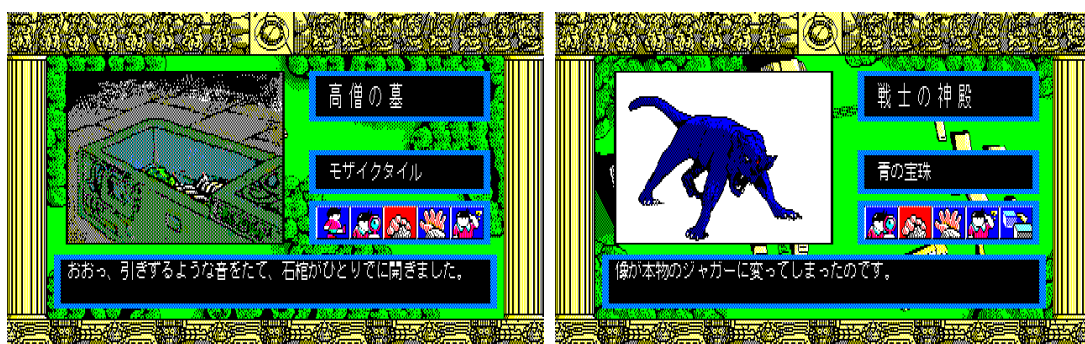 高僧の墓
モザイクタイル
おおっ、引きずるような音をたて、石棺がひとりでに開きました。
戦士の神殿
青の宝珠
像が本物のジャガーに変ってしまったのです。